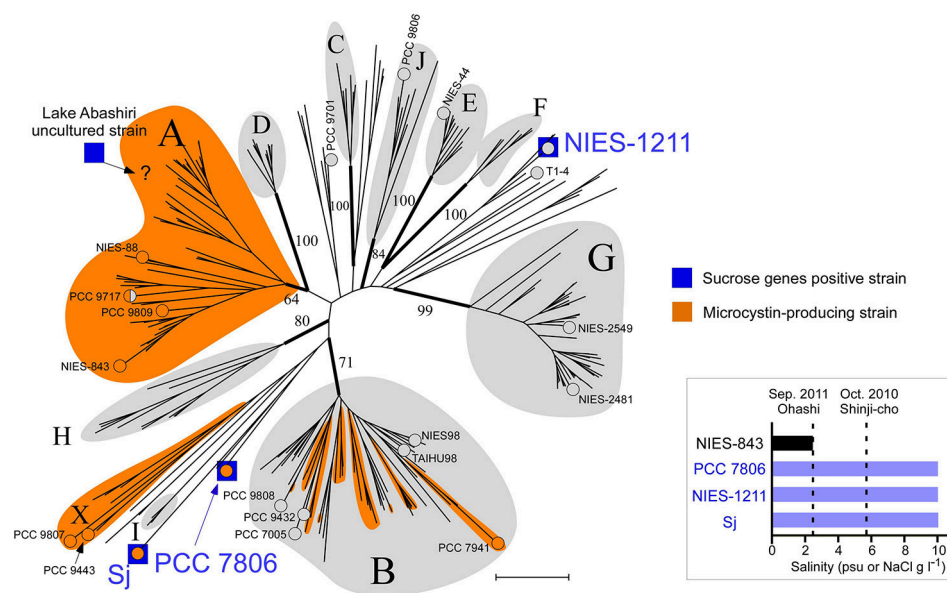 Lake Abashiri
uncultured strain
?
A
D
C
J
E
F
G
H
X
I
B
PCC 9701
PCC 9806
NIES-44
NIES-1211
T1-4
NIES-88
PCC 9717
PCC 9809
NIES-843
100
100
84
100
100
64
80
99
71
NIES-2549
NIES-2481
NIES98
TAIHU98
PCC 9808
PCC 9432
PCC 7005
PCC 7941
PCC 9807
PCC 9443
Sj
PCC 7806
Sucrose genes positive strain
Microcystin-producing strain
Sep. 2011 Oct. 2010
Ohashi Shinji-cho
NIES-843
PCC 7806
NIES-1211
Sj
0 2 4 6 8 10
Salinity (psu or NaCl g l⁻¹)